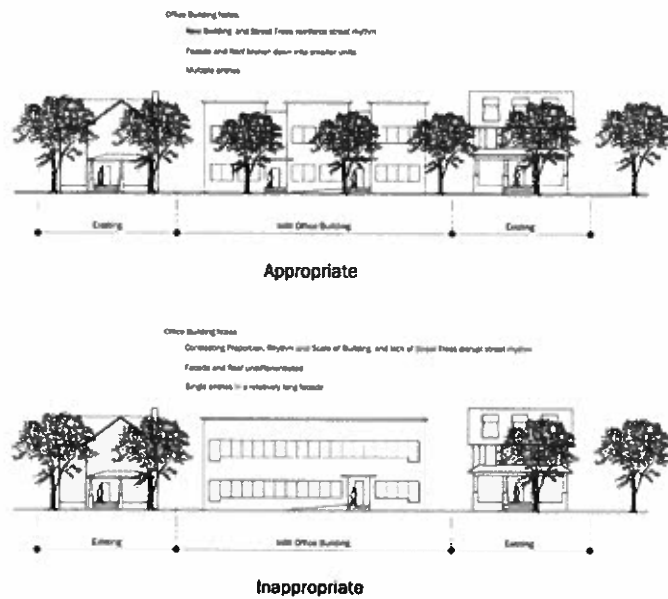 Office Building Notes
New Building and Street Trees reinforce street rhythm
Facade and Roof broken down into smaller units
Multiple entries
Existing
Infill Office Building
Existing
Appropriate
Office Building Notes
Contrasting Proportion, Rhythm and Scale of Building, and lack of Street Trees disrupt street rhythm
Facade and Roof undifferentiated
Single entries in a relatively long facade
Existing
Infill Office Building
Existing
Inappropriate